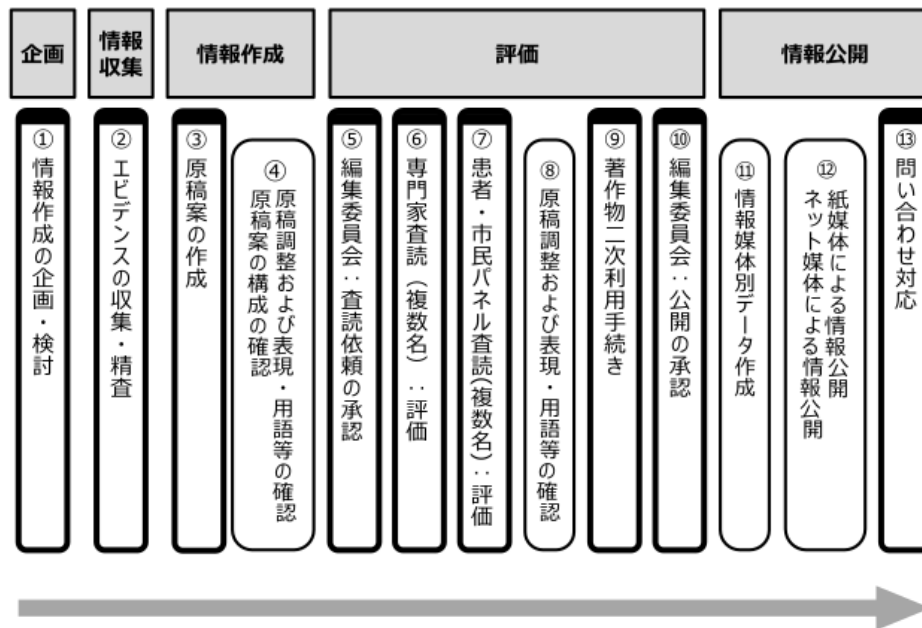 企画
情報
収集
情報作成
評価
情報公開
①
情報作成の企画・検討
②
エビデンスの収集・精査
③
原稿案の作成
④
原稿調整および表現・用語等の確認
原稿案の構成の確認
⑤
編集委員会：査読依頼の承認
⑥
専門家査読（複数名）：評価
⑦
患者・市民パネル査読(複数名)：評価
⑧
原稿調整および表現・用語等の確認
⑨
著作物二次利用手続き
⑩
編集委員会：公開の承認
⑪
情報媒体別データ作成
⑫
紙媒体による情報公開
ネット媒体による情報公開
⑬
問い合わせ対応